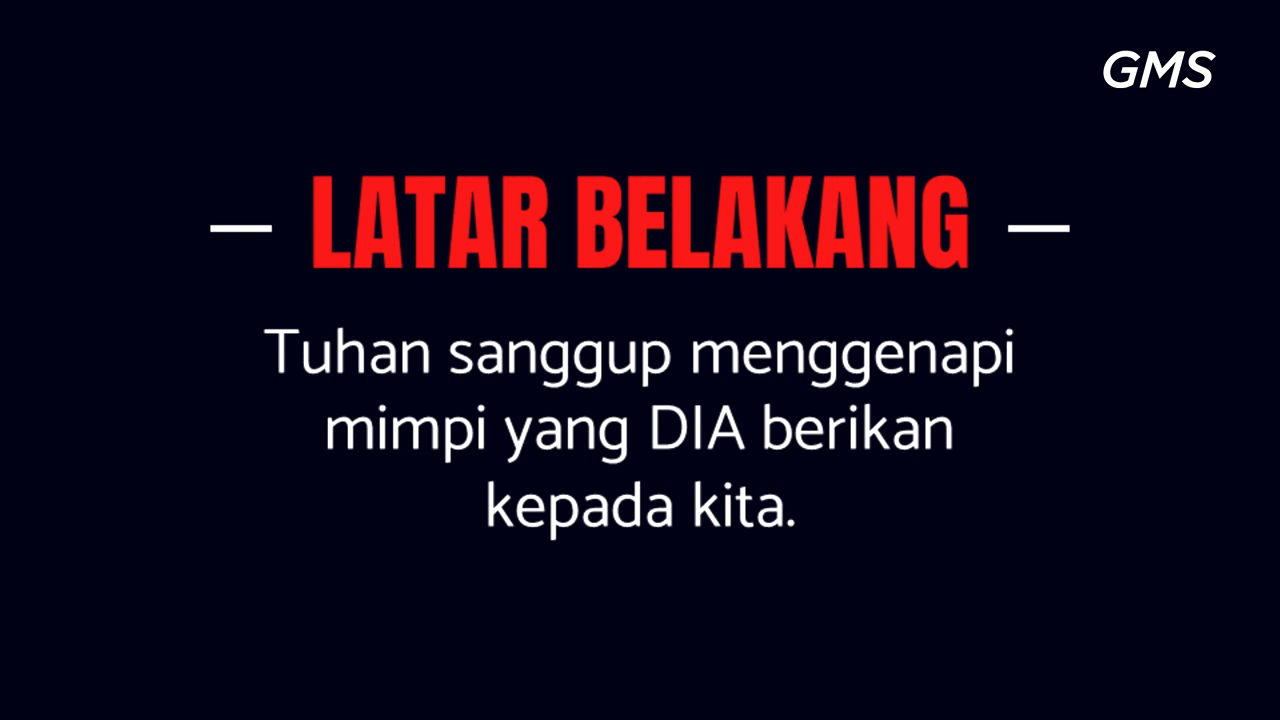 GMS
— LATAR BELAKANG —
Tuhan sanggup menggenapi
mimpi yang DIA berikan
kepada kita.